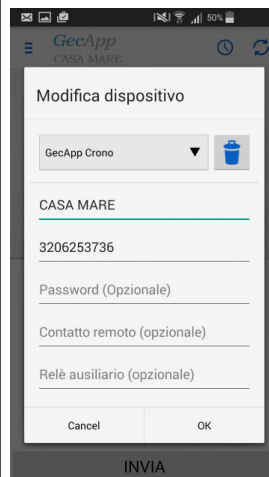 50%
GecApp
CASA MARE
Modifica dispositivo
GecApp Crono
CASA MARE
3206253736
Password (Opzionale)
Contatto remoto (opzionale)
Relè ausiliario (opzionale)
Cancel
OK
INVIA